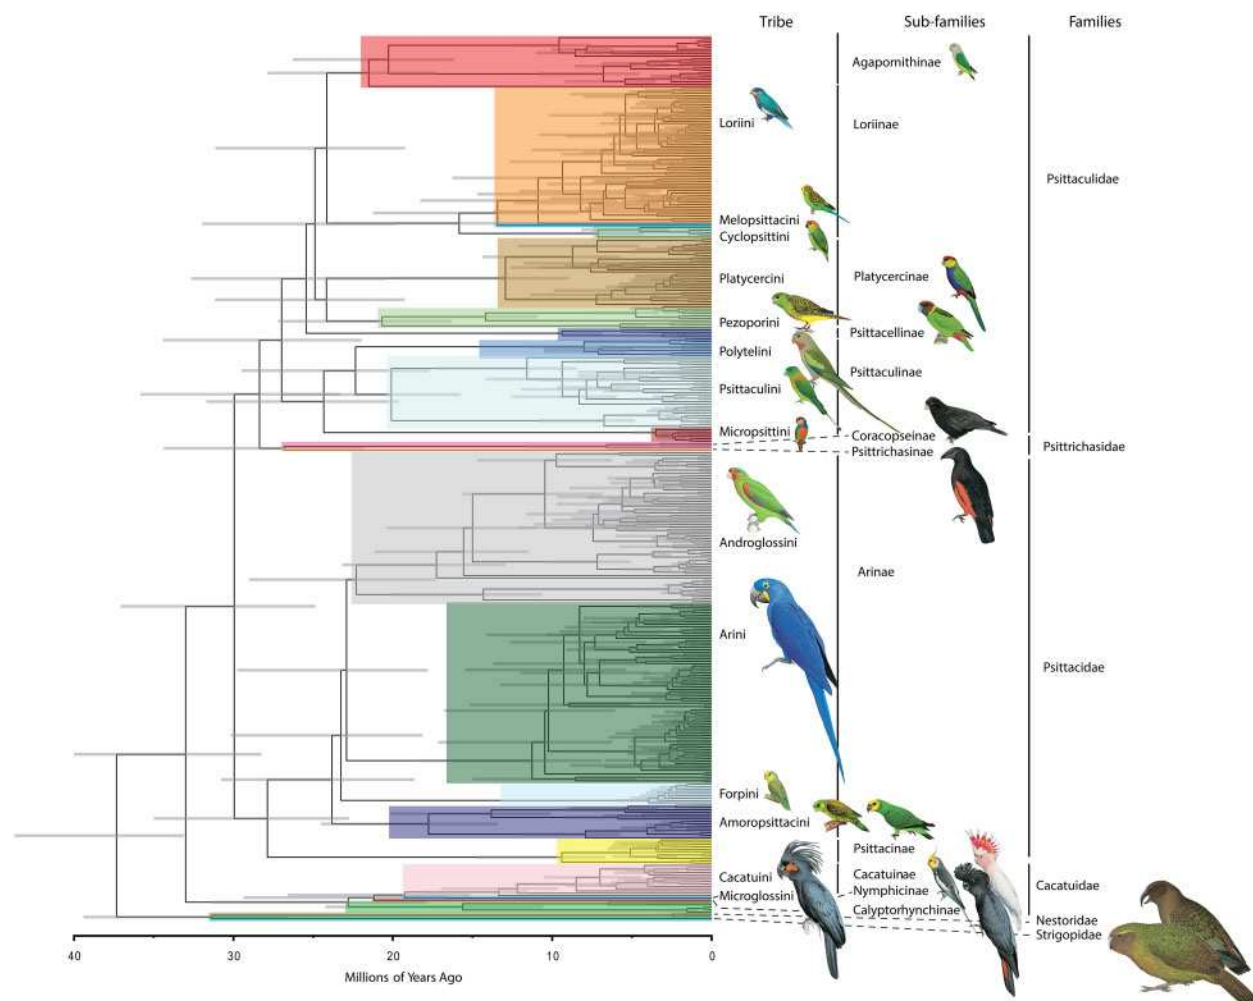 Tribe Sub-families Families
Agapornithinae
Loriini Loriinae
Psittaculidae
Melopsittacini
Cyclopsittini
Platycercini Platycercinae
Pezoporini
Psittacellinae
Polytelini
Psittaculinae
Psittaculini
Micropsittini
Coracopseinae
Psittrichasidae
Psittrichasinae
Androglossini
Arinae
Arini
Psittacidae
Forpini
Amoropsittacini
Psittacinae
Cacatuini Cacatuinae
Cacatuidae
Microglossini Nymphicinae
Calyptorhynchinae
Nestoridae
Strigopidae
40 30 20 10 0
Millions of Years Ago